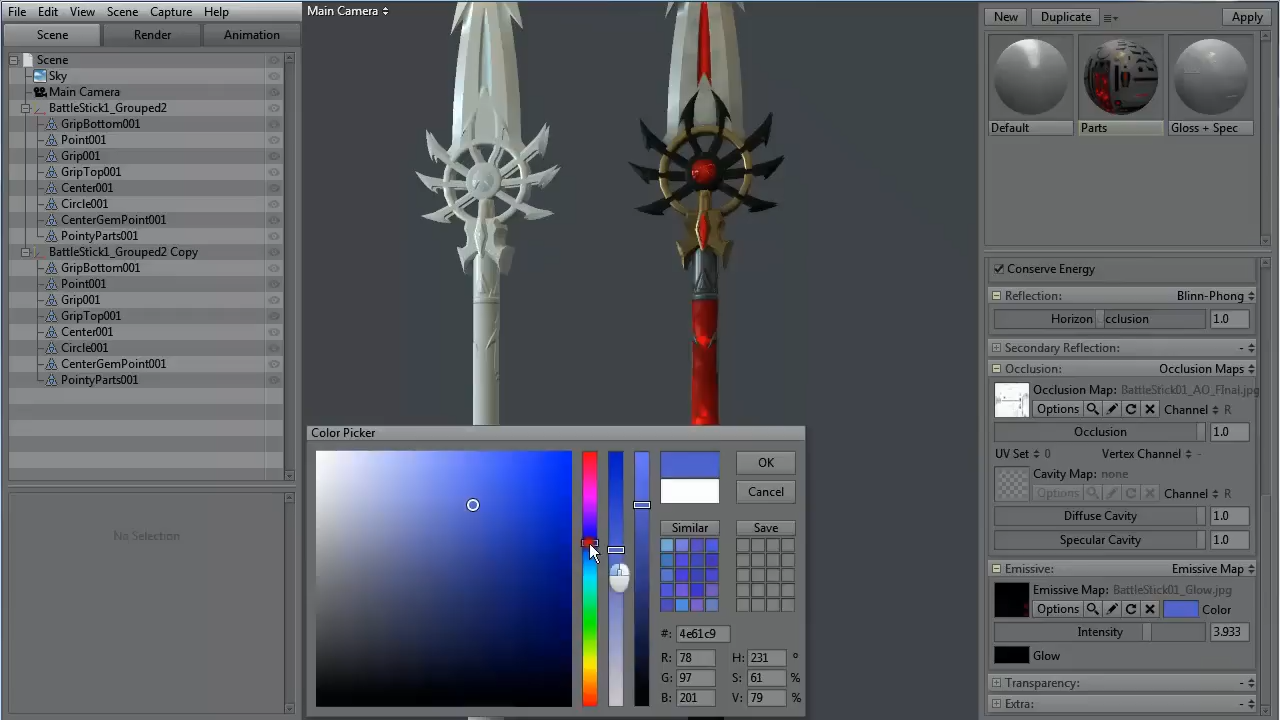 File Edit View Scene Capture Help
Scene Render Animation
Scene
Sky
Main Camera
BattleStick1_Grouped2
GripBottom001
Point001
Grip001
GripTop001
Center001
Circle001
CenterGemPoint001
PointyParts001
BattleStick1_Grouped2 Copy
GripBottom001
Point001
Grip001
GripTop001
Center001
Circle001
CenterGemPoint001
PointyParts001
No Selection
Main Camera
Color Picker
OK
Cancel
Similar Save
#: 4e61c9
R: 78 H: 231 °
G: 97 S: 61 %
B: 201 V: 79 %
New Duplicate Apply
Default Parts Gloss + Spec
Conserve Energy
Reflection: Blinn-Phong
Horizon Occlusion 1.0
Secondary Reflection: -
Occlusion: Occlusion Maps
Occlusion Map: BattleStick01_AO_FInal.jpg
Options Channel R
Occlusion 1.0
UV Set 0 Vertex Channel -
Cavity Map: none
Options Channel R
Diffuse Cavity 1.0
Specular Cavity 1.0
Emissive: Emissive Map
Emissive Map: BattleStick01_Glow.jpg
Options Color
Intensity 3.933
Glow
Transparency: -
Extra: -